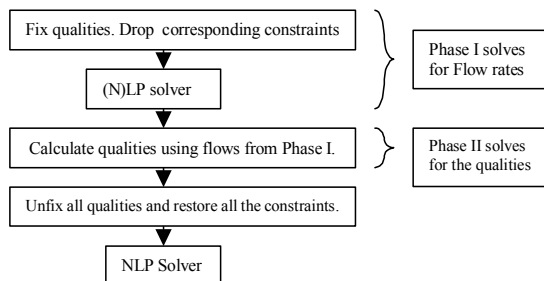 Fix qualities. Drop corresponding constraints
(N)LP solver
Phase I solves
for Flow rates
Calculate qualities using flows from Phase I.
Phase II solves
for the qualities
Unfix all qualities and restore all the constraints.
NLP Solver